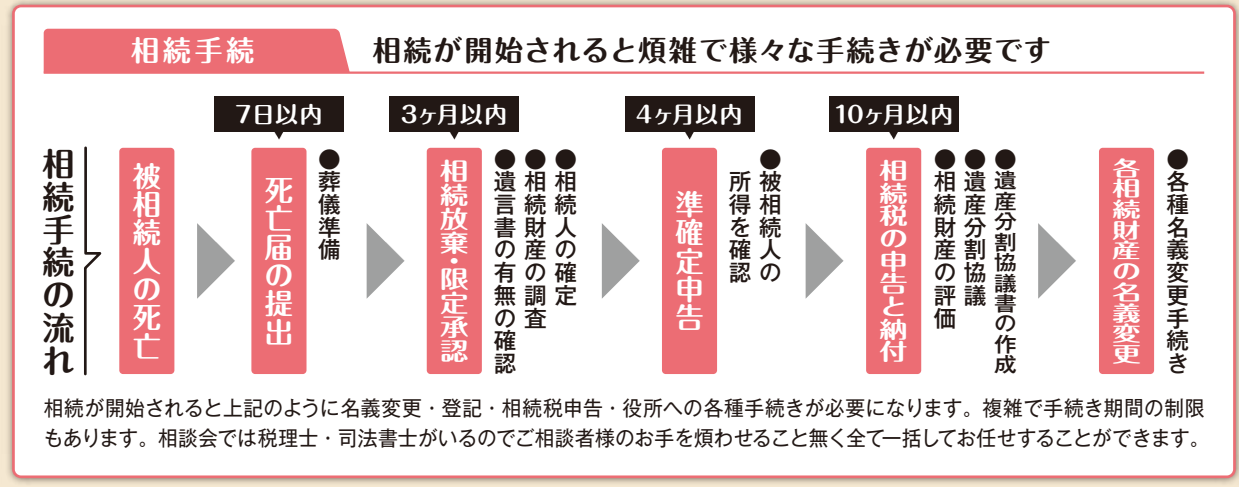 相続手続
相続が開始されると煩雑で様々な手続きが必要です
相続手続の流れ
被相続人の死亡
7日以内
死亡届の提出
●葬儀準備
3ヶ月以内
相続放棄・限定承認
●遺言書の有無の確認
●相続財産の調査
●相続人の確定
4ヶ月以内
準確定申告
●被相続人の
所得を確認
10ヶ月以内
相続税の申告と納付
●相続財産の評価
●遺産分割協議
●遺産分割協議書の作成
各相続財産の名義変更
●各種名義変更手続き
相続が開始されると上記のように名義変更・登記・相続税申告・役所への各種手続きが必要になります。複雑で手続き期間の制限
もあります。相談会では税理士・司法書士がいるのでご相談者様のお手を煩わせること無く全て一括してお任せすることができます。